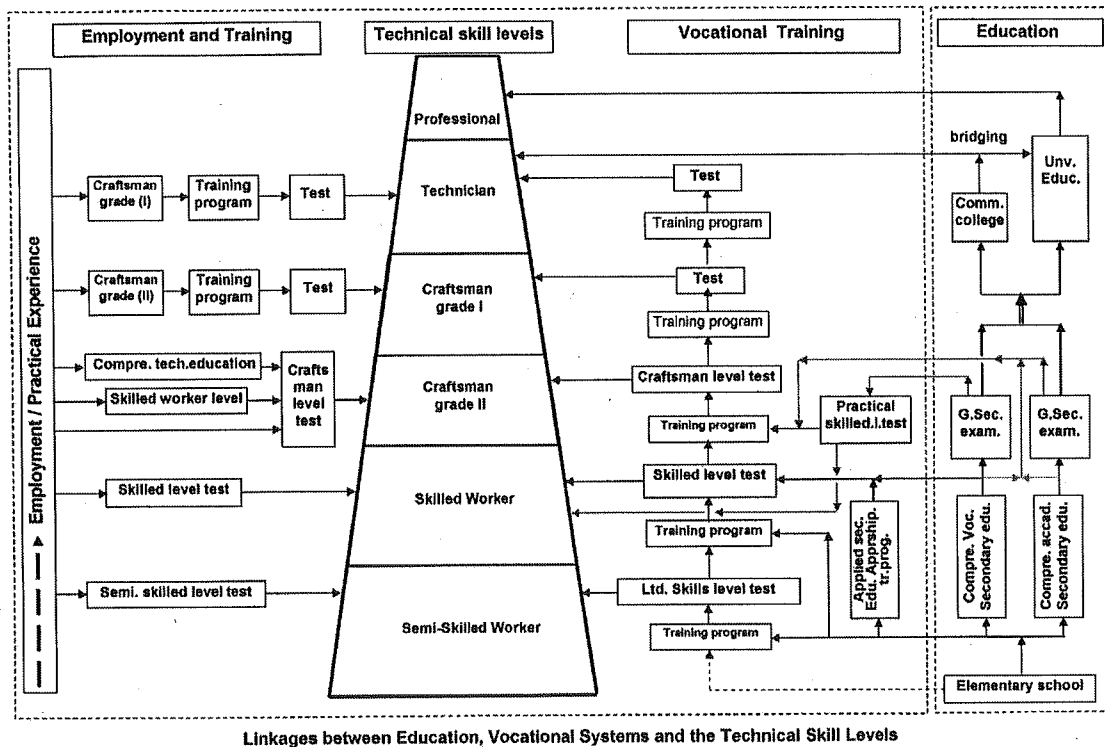 Employment and Training
Technical skill levels
Vocational Training
Education
Employment / Practical Experience
Craftsman
grade (I)
Training
program
Test
Craftsman
grade (II)
Training
program
Test
Compre. tech.education
Skilled worker level
Crafts
man
level
test
Skilled level test
Semi. skilled level test
Professional
Technician
Craftsman
grade I
Craftsman
grade II
Skilled Worker
Semi-Skilled Worker
Test
Training program
Test
Training program
Craftsman level test
Training program
Skilled level test
Training program
Ltd. Skills level test
Training program
Practical
skilled.l.test
Applied sec.
Edu. Apprship.
tr.prog.
bridging
Unv.
Educ.
Comm.
college
G.Sec.
exam.
G.Sec.
exam.
Compre. Voc.
Secondary edu.
Compre. accad.
Secondary edu.
Elementary school
Linkages between Education, Vocational Systems and the Technical Skill Levels